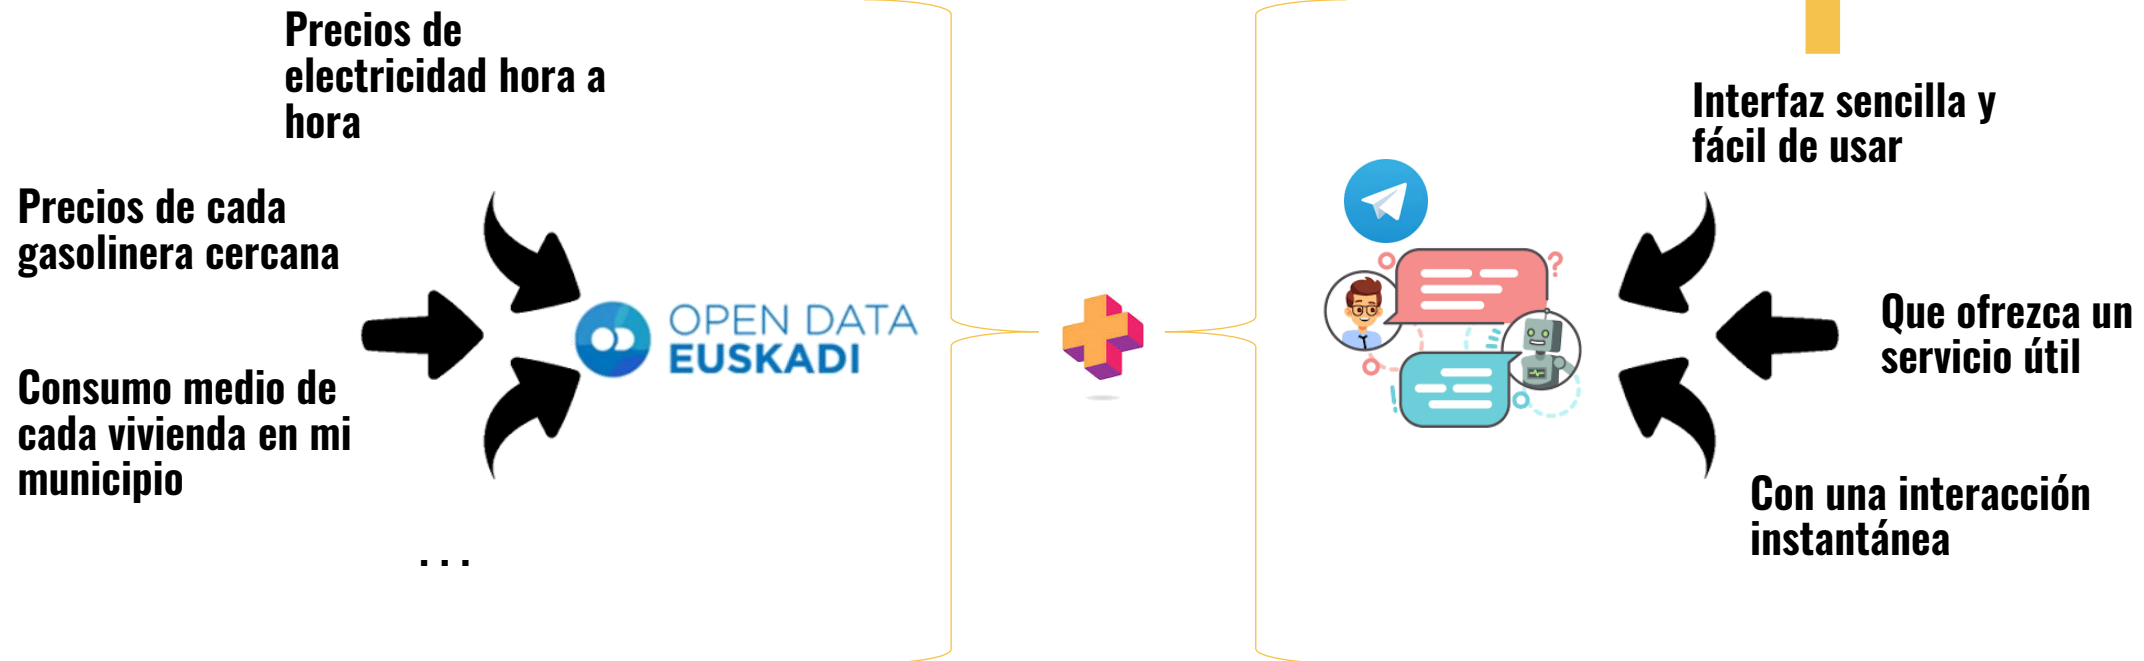 Precios de
electricidad hora a
hora
Precios de cada
gasolinera cercana
Consumo medio de
cada vivienda en mi
municipio
...
OPEN DATA
EUSKADI
?
!
Interfaz sencilla y
fácil de usar
Que ofrezca un
servicio útil
Con una interacción
instantánea